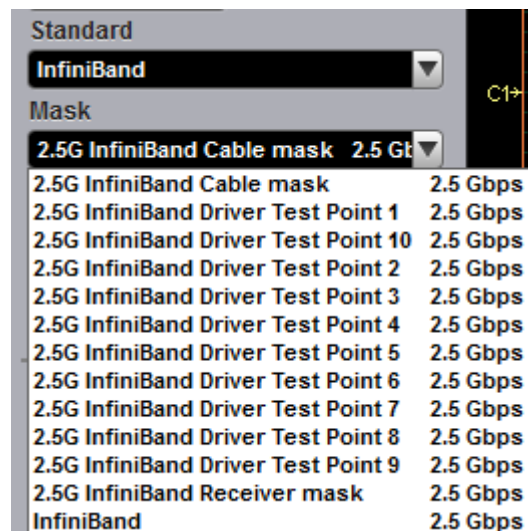 Standard
InfiniBand
C1
Mask
2.5G InfiniBand Cable mask 2.5 Gb
2.5G InfiniBand Cable mask 2.5 Gbps
2.5G InfiniBand Driver Test Point 1 2.5 Gbps
2.5G InfiniBand Driver Test Point 10 2.5 Gbps
2.5G InfiniBand Driver Test Point 2 2.5 Gbps
2.5G InfiniBand Driver Test Point 3 2.5 Gbps
2.5G InfiniBand Driver Test Point 4 2.5 Gbps
2.5G InfiniBand Driver Test Point 5 2.5 Gbps
2.5G InfiniBand Driver Test Point 6 2.5 Gbps
2.5G InfiniBand Driver Test Point 7 2.5 Gbps
2.5G InfiniBand Driver Test Point 8 2.5 Gbps
2.5G InfiniBand Driver Test Point 9 2.5 Gbps
2.5G InfiniBand Receiver mask 2.5 Gbps
InfiniBand 2.5 Gbps